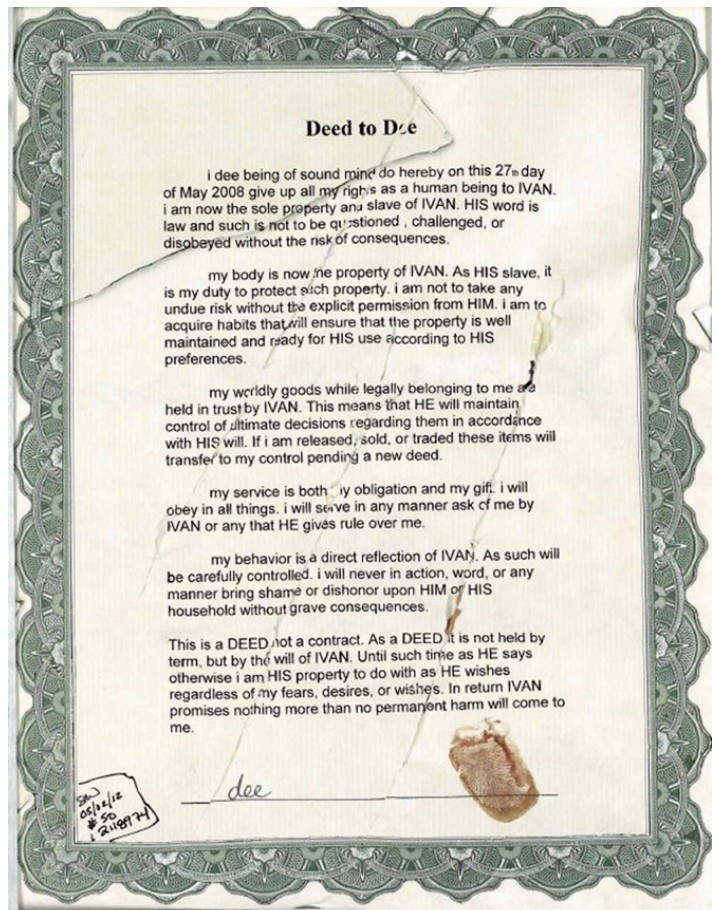 Deed to Dee
i dee being of sound mind do hereby on this 27th day
of May 2008 give up all my rights as a human being to IVAN.
i am now the sole property and slave of IVAN. HIS word is
law and such is not to be questioned , challenged, or
disobeyed without the risk of consequences.
my body is now the property of IVAN. As HIS slave, it
is my duty to protect such property. i am not to take any
undue risk without the explicit permission from HIM. i am to
acquire habits that will ensure that the property is well
maintained and ready for HIS use according to HIS
preferences.
my worldly goods while legally belonging to me are
held in trust by IVAN. This means that HE will maintain
control of ultimate decisions regarding them in accordance
with HIS will. If i am released, sold, or traded these items will
transfer to my control pending a new deed.
my service is both my obligation and my gift. i will
obey in all things. i will serve in any manner ask of me by
IVAN or any that HE gives rule over me.
my behavior is a direct reflection of IVAN. As such will
be carefully controlled. i will never in action, word, or any
manner bring shame or dishonor upon HIM or HIS
household without grave consequences.
This is a DEED not a contract. As a DEED it is not held by
term, but by the will of IVAN. Until such time as HE says
otherwise i am HIS property to do with as HE wishes
regardless of my fears, desires, or wishes. In return IVAN
promises nothing more than no permanent harm will come to
me.
dee
# SD
2118974